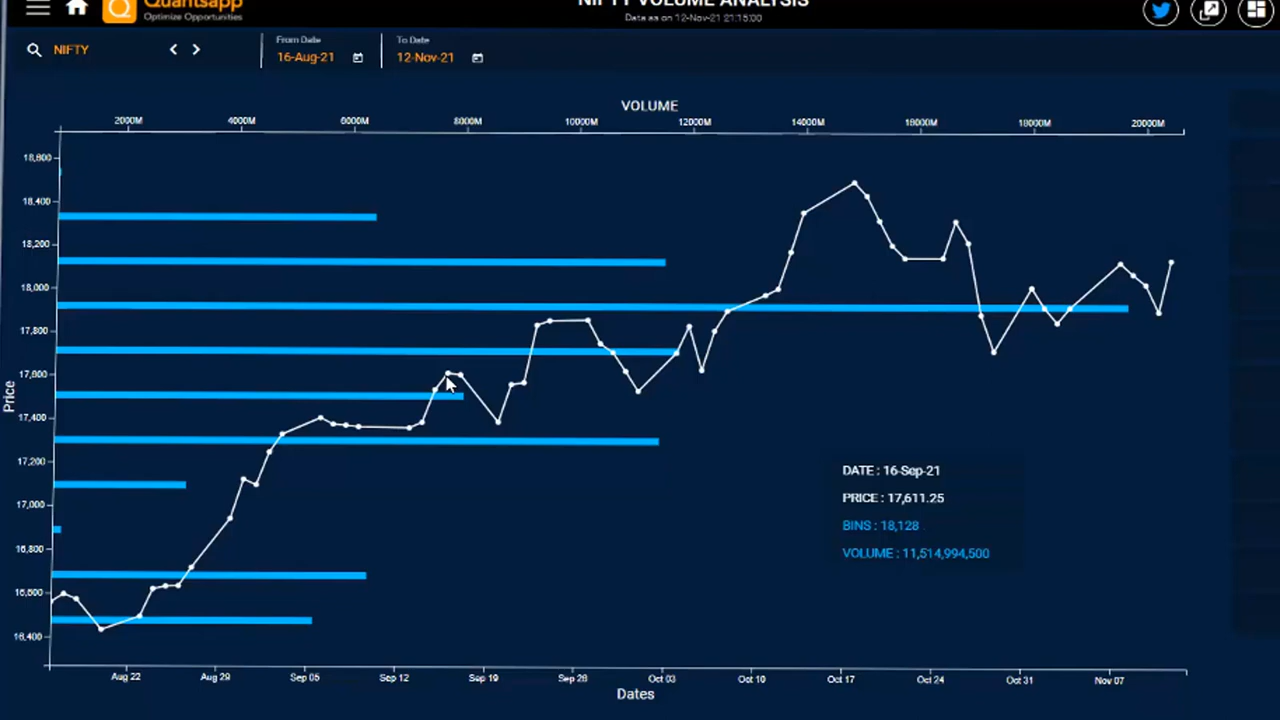 Quantsapp
Optimize Opportunities
NIFTY VOLUME ANALYSIS
Data as on 12-Nov-21 21:15:00
NIFTY
From Date
16-Aug-21
To Date
12-Nov-21
VOLUME
2000M 4000M 6000M 8000M 10000M 12000M 14000M 16000M 18000M 20000M
18,600
18,400
18,200
18,000
17,800
17,600
17,400
17,200
17,000
16,800
16,600
16,400
Price
DATE : 16-Sep-21
PRICE : 17,611.25
BINS : 18,128
VOLUME : 11,514,994,500
Aug 22 Aug 29 Sep 05 Sep 12 Sep 19 Sep 26 Oct 03 Oct 10 Oct 17 Oct 24 Oct 31 Nov 07
Dates